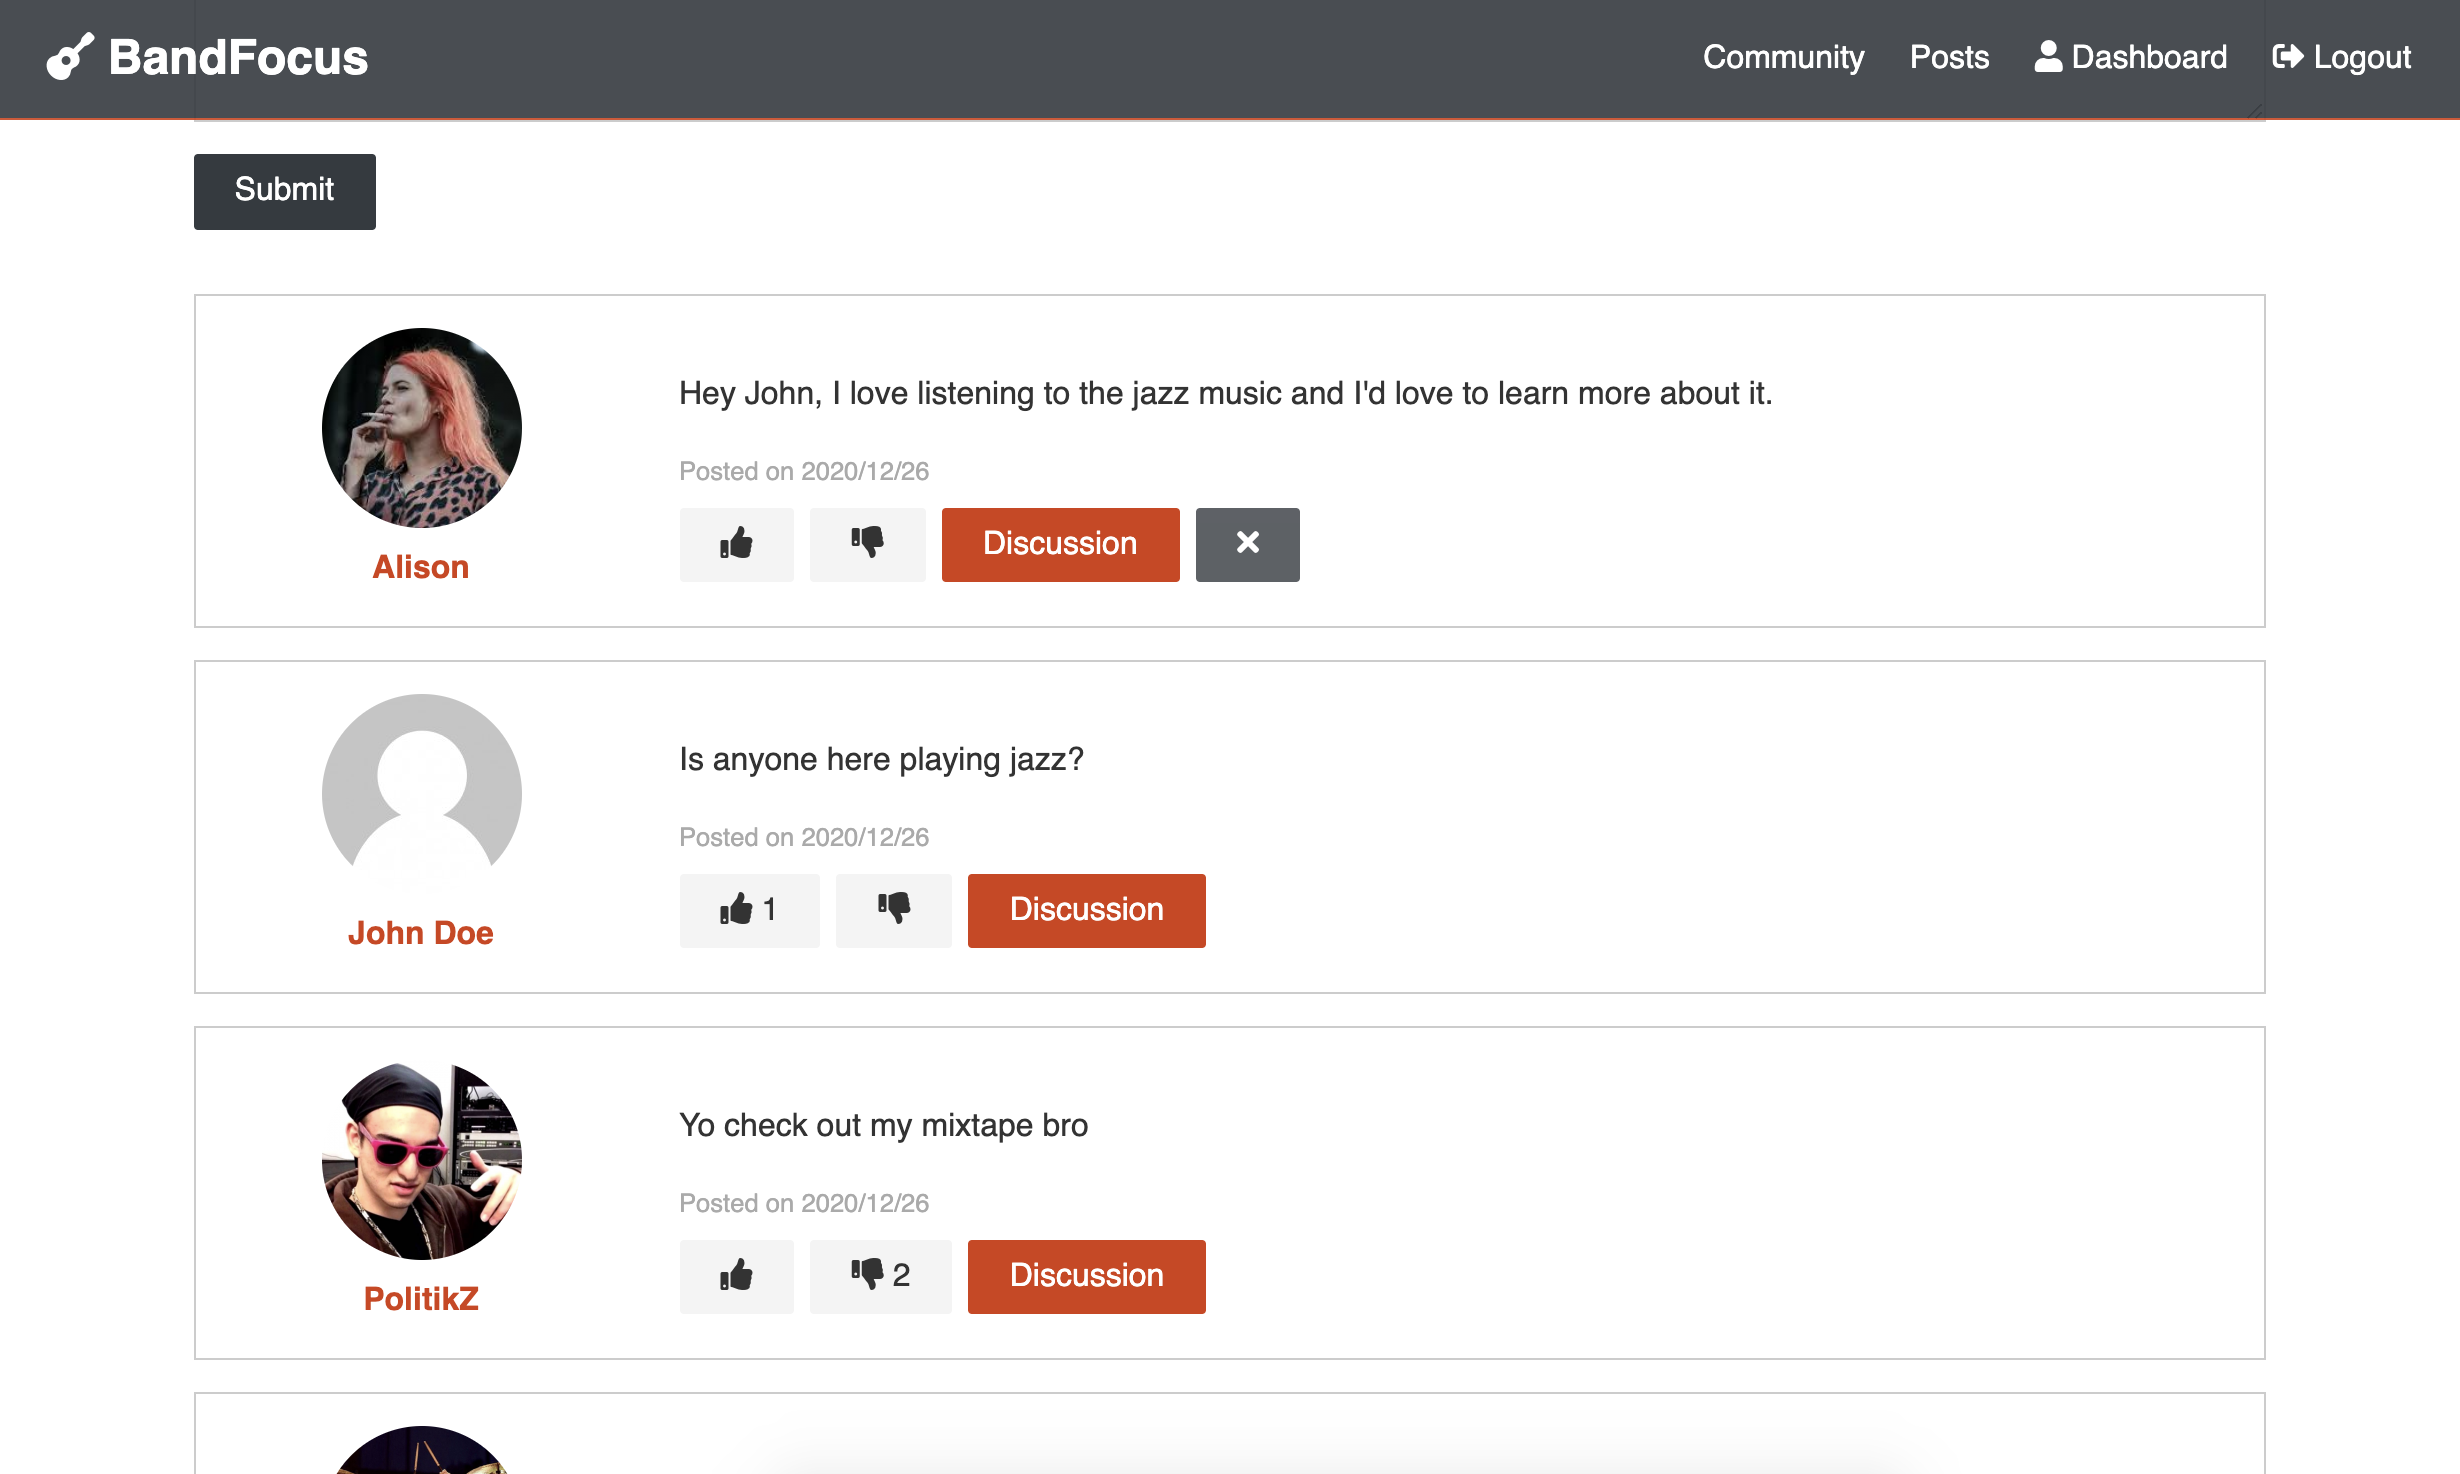 BandFocus
Community Posts Dashboard Logout
Submit
Hey John, I love listening to the jazz music and I'd love to learn more about it.
Posted on 2020/12/26
Discussion
Alison
Is anyone here playing jazz?
Posted on 2020/12/26
1 Discussion
John Doe
Yo check out my mixtape bro
Posted on 2020/12/26
2 Discussion
PolitikZ